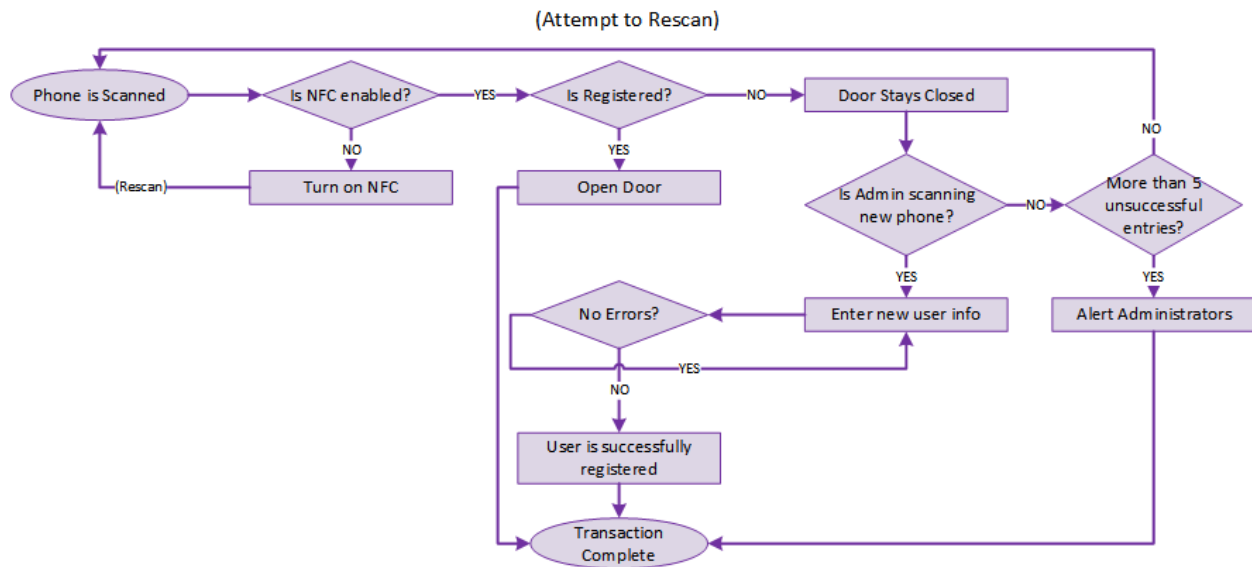 (Attempt to Rescan)
Phone is Scanned
Is NFC enabled?
YES
Is Registered?
NO
Door Stays Closed
NO
NO
YES
(Rescan)
Turn on NFC
Open Door
Is Admin scanning
new phone?
NO
More than 5
unsuccessful
entries?
YES
YES
No Errors?
Enter new user info
Alert Administrators
YES
NO
User is successfully
registered
Transaction
Complete